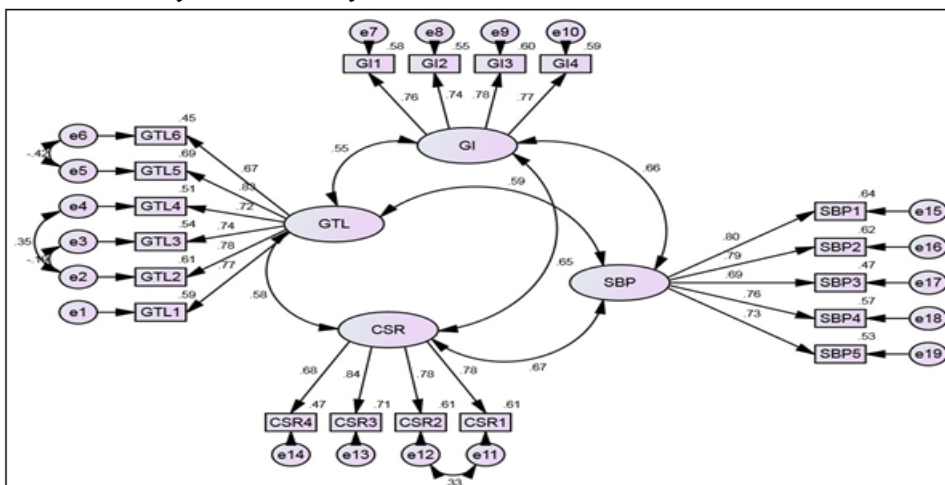 e7 e8 e9 e10
.58 .55 .60 .59
GI1 GI2 GI3 GI4
.76 .74 .78 .77
GI
.45
e6 GTL6
.69
e5 GTL5
.51
e4 GTL4
.54
e3 GTL3
.61
e2 GTL2
.59
e1 GTL1
-.42
.35
.67
.83
.72
.74
.78
.77
GTL
.55
.59
.66
.65
.58
.67
SBP
.80
.79
.69
.76
.73
.64
SBP1 e15
.62
SBP2 e16
.47
SBP3 e17
.57
SBP4 e18
.53
SBP5 e19
CSR
.68 .84 .78 .78
.47 .71 .61 .61
CSR4 CSR3 CSR2 CSR1
e14 e13 e12 e11
.33